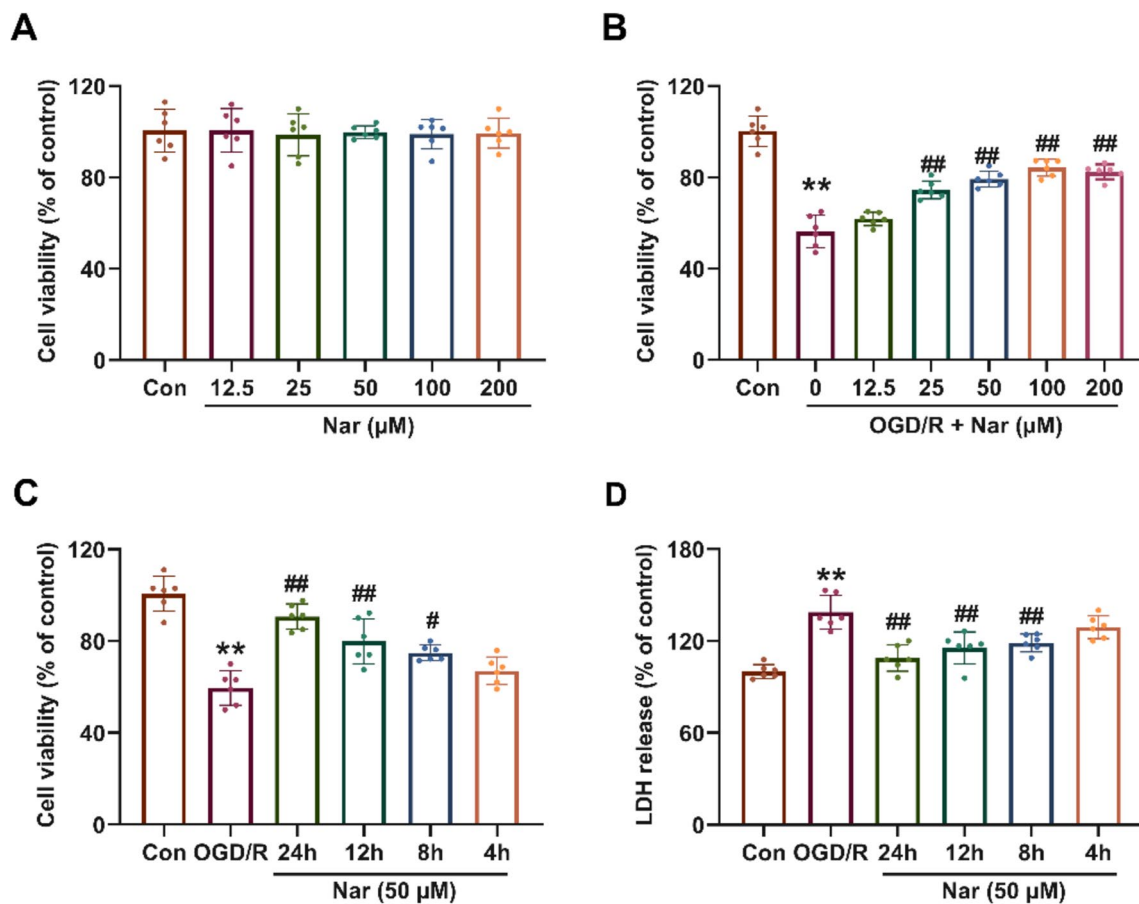 A
Cell viability (% of control)
120
80
40
0
Con 12.5 25 50 100 200
Nar (µM)
B
Cell viability (% of control)
120
80
40
0
** ## ## ## ##
Con 0 12.5 25 50 100 200
OGD/R + Nar (µM)
C
Cell viability (% of control)
120
80
40
0
** ## ## #
Con OGD/R 24h 12h 8h 4h
Nar (50 µM)
D
LDH release (% of control)
180
120
60
0
** ## ## ##
Con OGD/R 24h 12h 8h 4h
Nar (50 µM)